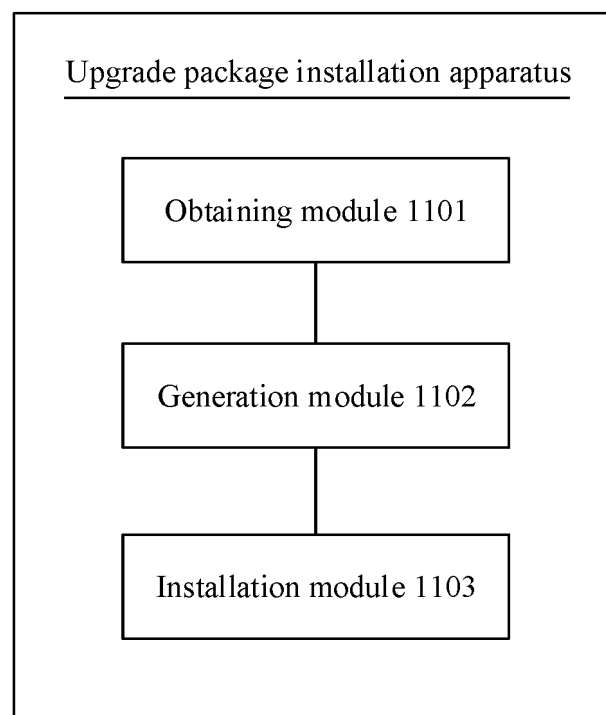 Upgrade package installation apparatus
Obtaining module 1101
Generation module 1102
Installation module 1103